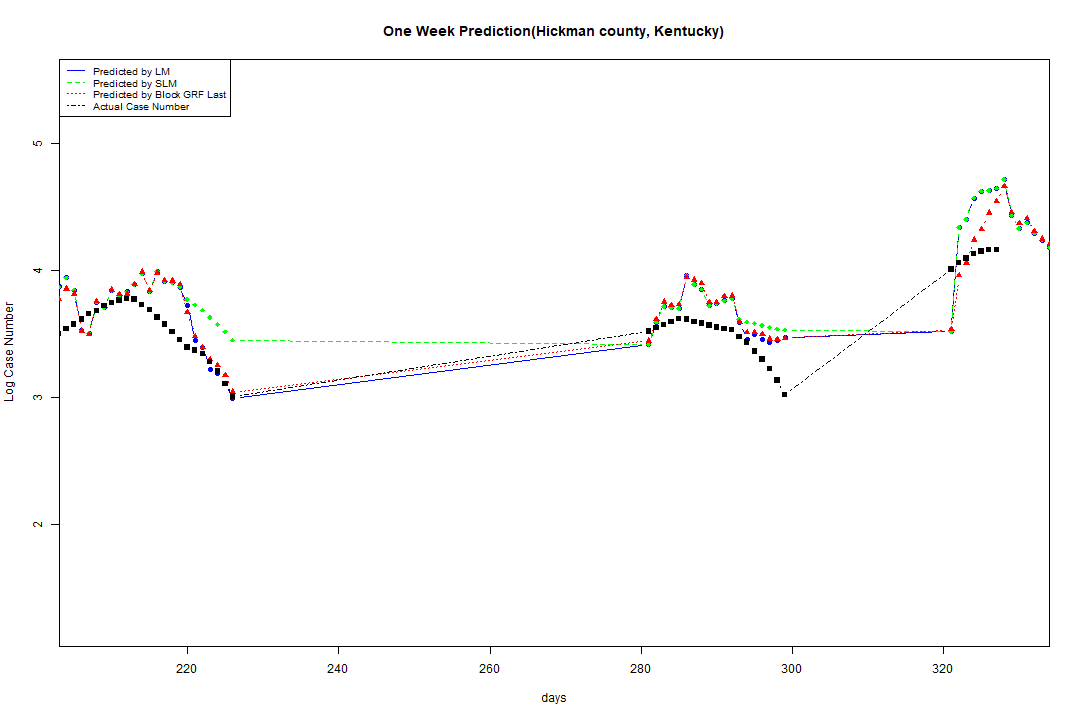 One Week Prediction(Hickman county, Kentucky)
Predicted by LM
Predicted by SLM
Predicted by Block GRF Last
Actual Case Number
5
4
3
2
Log Case Number
220 240 260 280 300 320
days